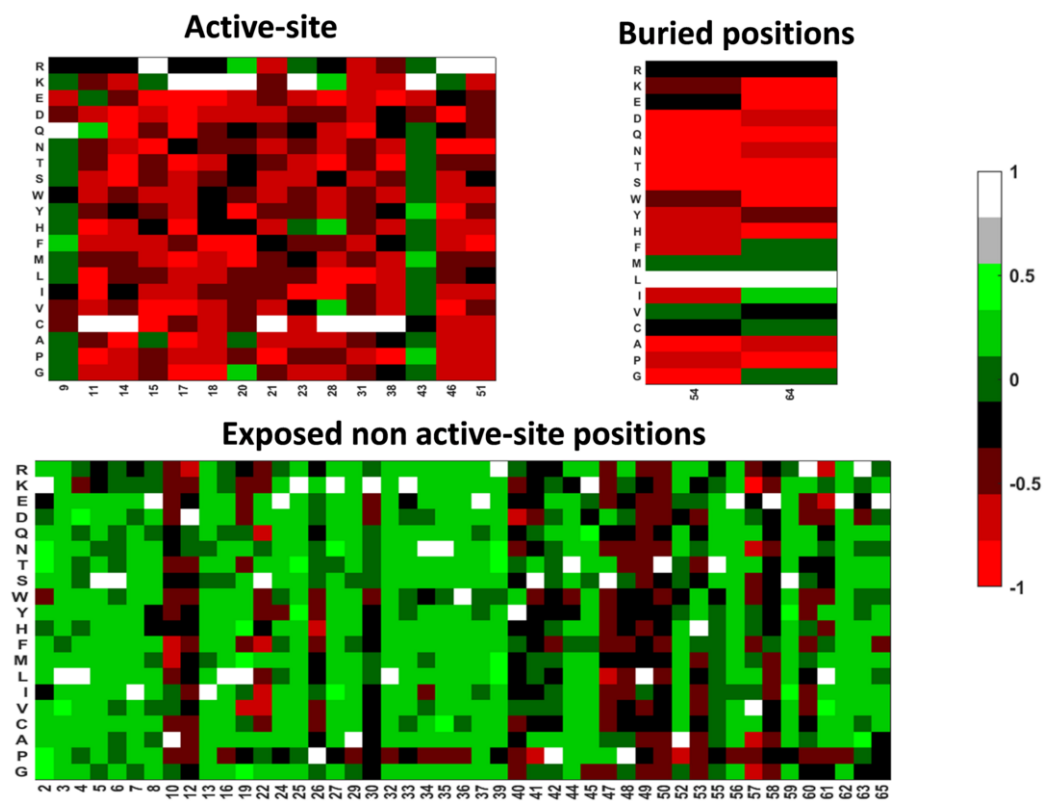 Active-site
R
K
E
D
Q
N
T
S
W
Y
H
F
M
L
I
V
C
A
P
G
9 11 14 15 17 18 20 21 23 28 31 38 43 46 51
Buried positions
R
K
E
D
Q
N
T
S
W
Y
H
F
M
L
I
V
C
A
P
G
54 64
1
0.5
0
-0.5
-1
Exposed non active-site positions
R
K
E
D
Q
N
T
S
W
Y
H
F
M
L
I
V
C
A
P
G
2 3 4 5 6 7 8 10 12 13 16 19 22 24 25 26 27 29 30 32 33 34 35 36 37 39 40 41 42 44 45 47 48 49 50 52 53 55 56 57 58 59 60 61 62 63 65